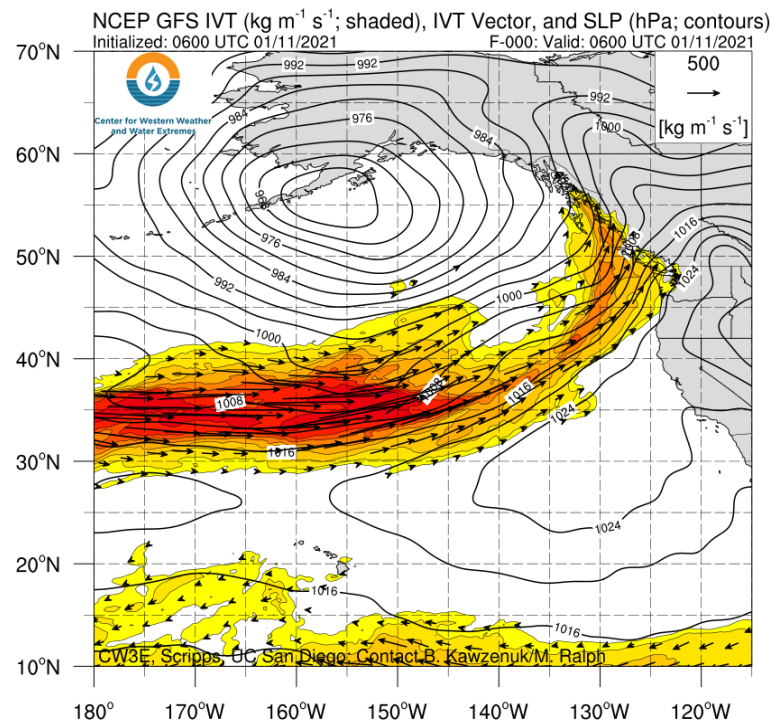 NCEP GFS IVT (kg m⁻¹ s⁻¹; shaded), IVT Vector, and SLP (hPa; contours)
Initialized: 0600 UTC 01/11/2021 F-000: Valid: 0600 UTC 01/11/2021
70°N
500
[kg m⁻¹ s⁻¹]
Center for Western Weather
and Water Extremes
992 992
992
984 976 984 1000
60°N
976
1016
50°N
1008
984 1024
992 1000
1000
40°N
1008 1008 1016
1024
1016
30°N
1024
20°N
1016
1016
CW3E, Scripps, UC San Diego; Contact B. Kawzenuk/M. Ralph
10°N
180° 170°W 160°W 150°W 140°W 130°W 120°W